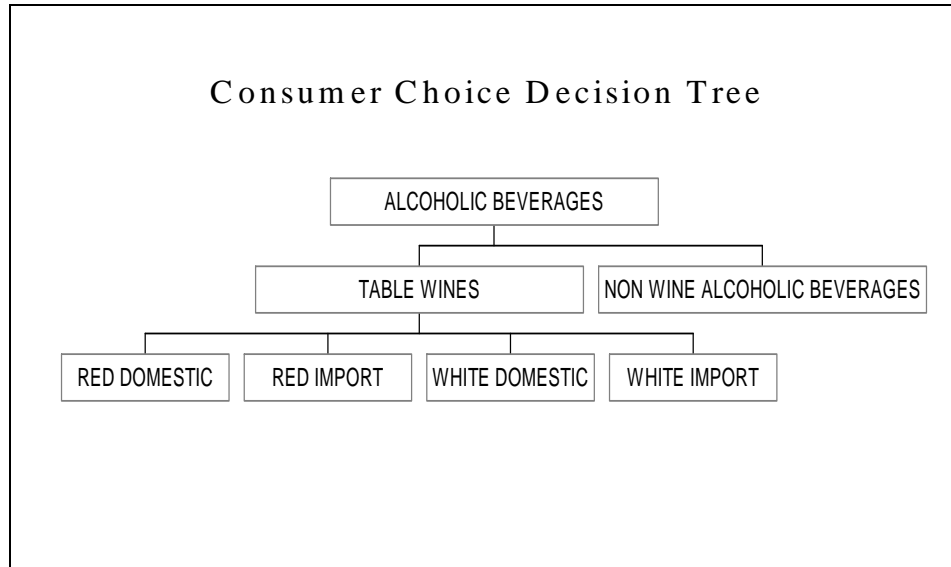 Consumer Choice Decision Tree
ALCOHOLIC BEVERAGES
TABLE WINES
NON WINE ALCOHOLIC BEVERAGES
RED DOMESTIC
RED IMPORT
WHITE DOMESTIC
WHITE IMPORT